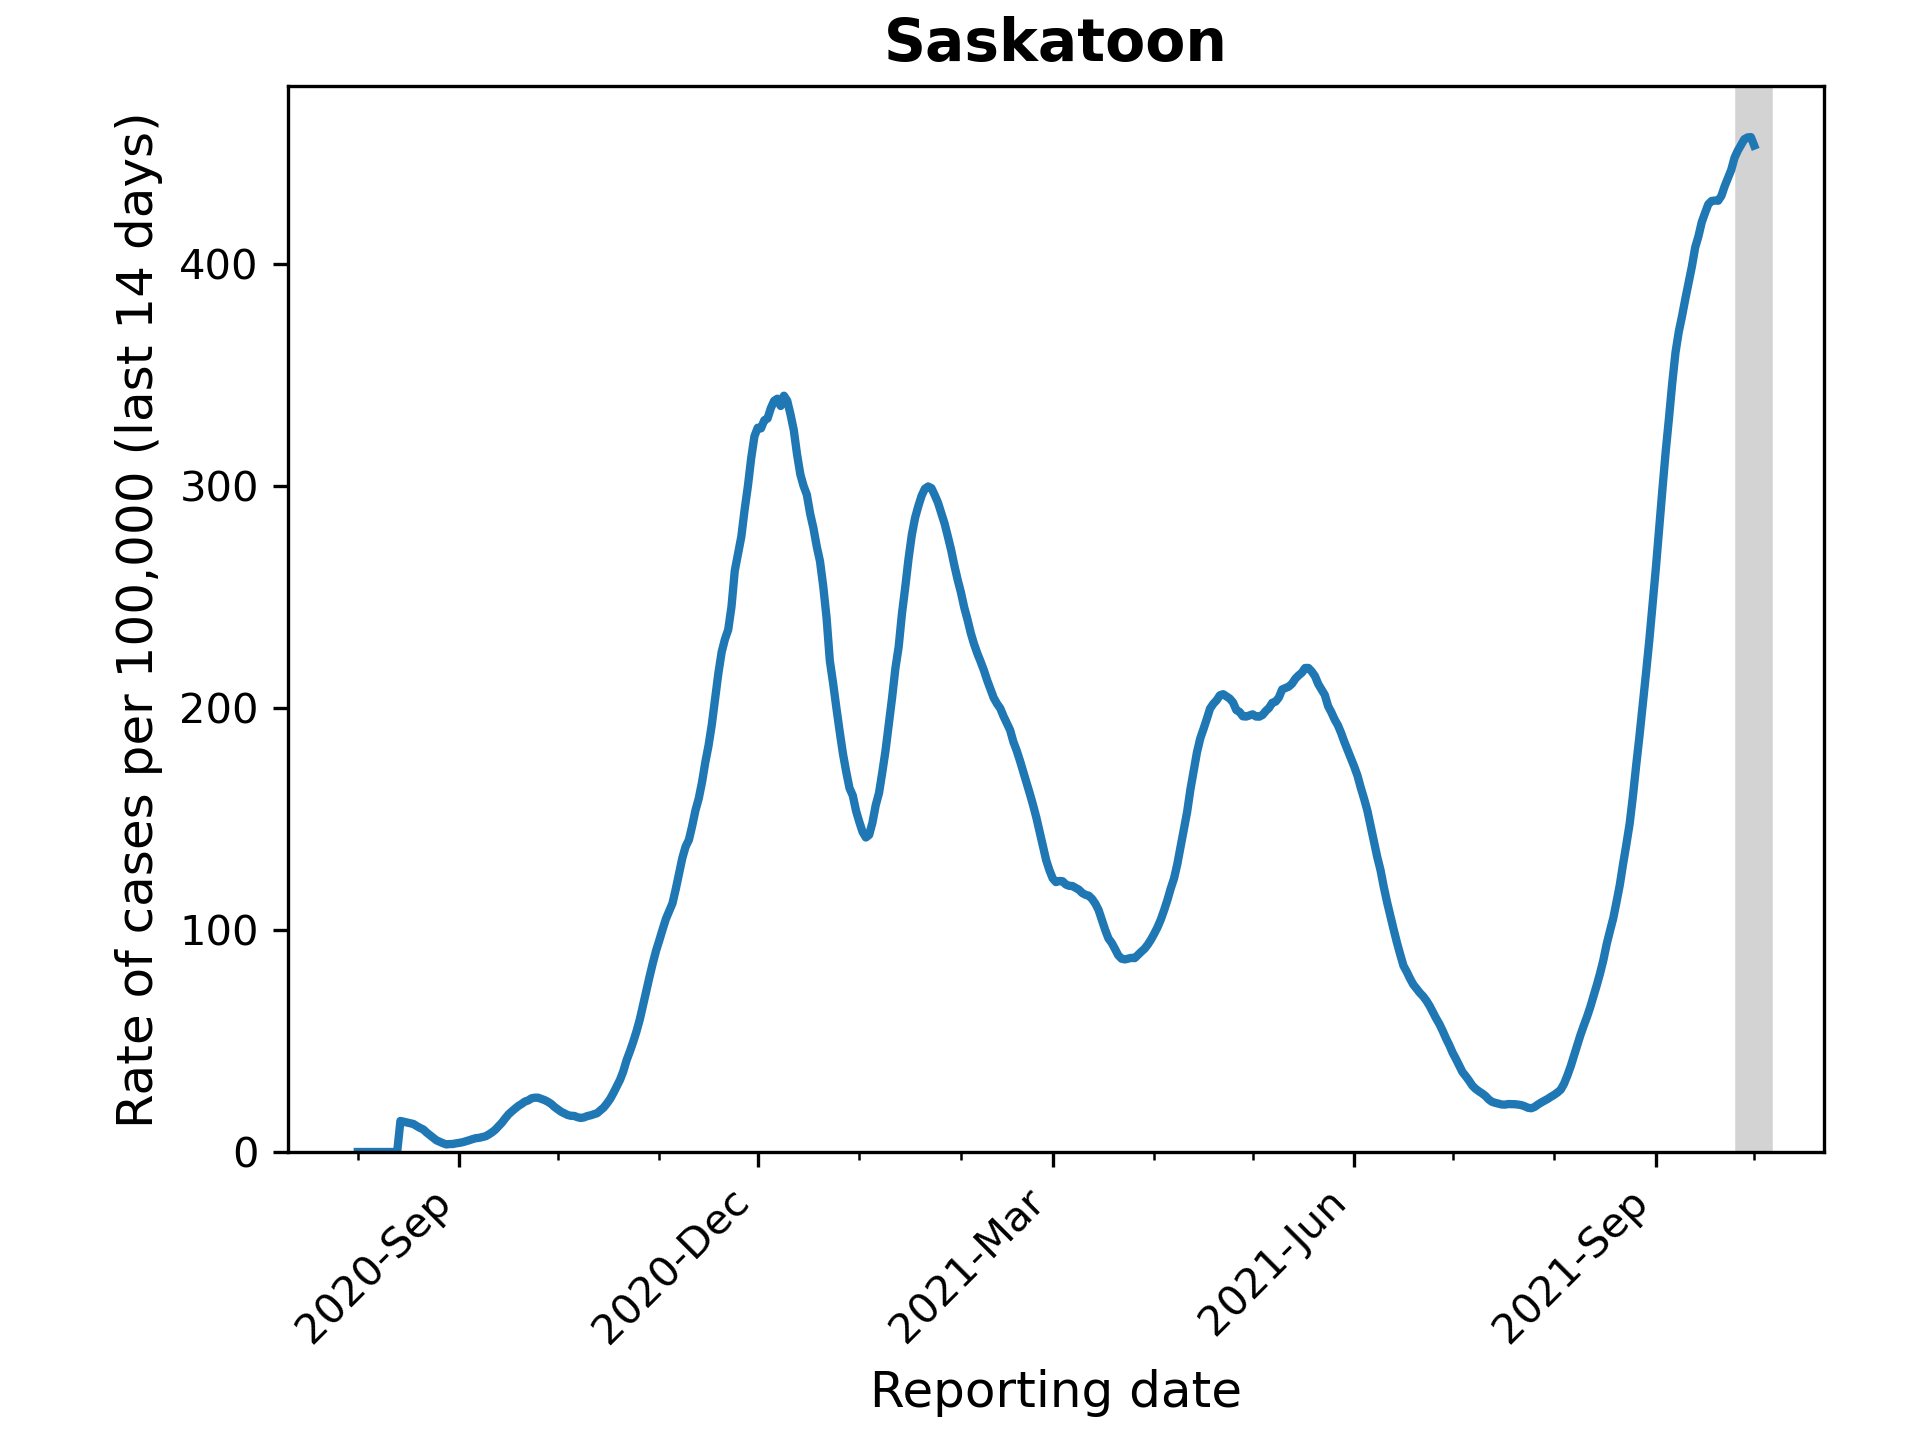 Saskatoon
Rate of cases per 100,000 (last 14 days)
400
300
200
100
0
2020-Sep
2020-Dec
2021-Mar
2021-Jun
2021-Sep
Reporting date